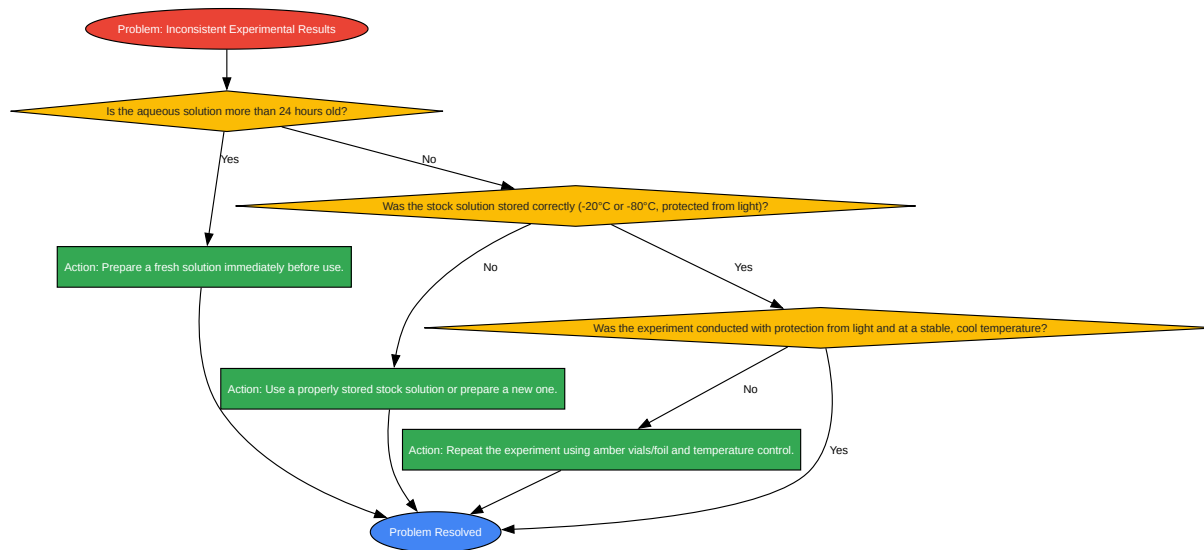 Problem: Inconsistent Experimental Results
Is the aqueous solution more than 24 hours old?
Yes
No
Was the stock solution stored correctly (-20°C or -80°C, protected from light)?
Action: Prepare a fresh solution immediately before use.
No
Yes
Was the experiment conducted with protection from light and at a stable, cool temperature?
Action: Use a properly stored stock solution or prepare a new one.
No
Action: Repeat the experiment using amber vials/foil and temperature control.
Yes
Problem Resolved